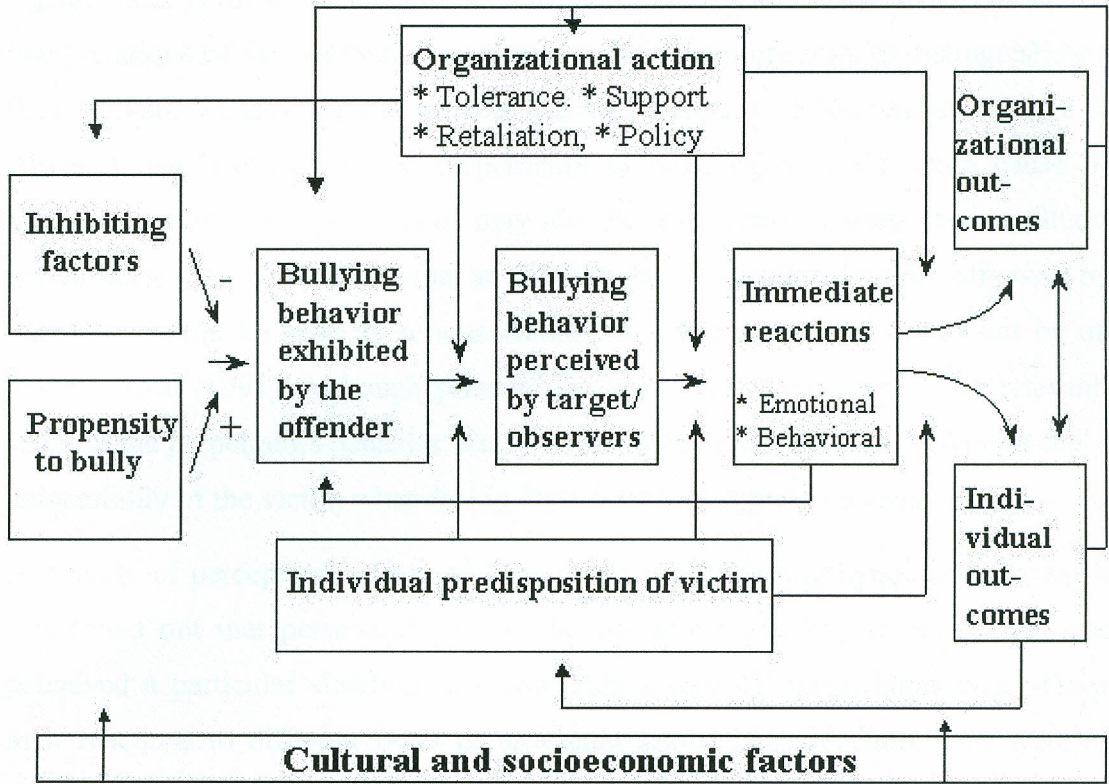 Organizational action
* Tolerance. * Support
* Retaliation, * Policy
Organi-
zational
out-
comes
Inhibiting
factors
-
Bullying
behavior
exhibited
by the
offender
Bullying
behavior
perceived
by target/
observers
Immediate
reactions
* Emotional
* Behavioral
Propensity
to bully
+
Indi-
vidual
out-
comes
Individual predisposition of victim
Cultural and socioeconomic factors